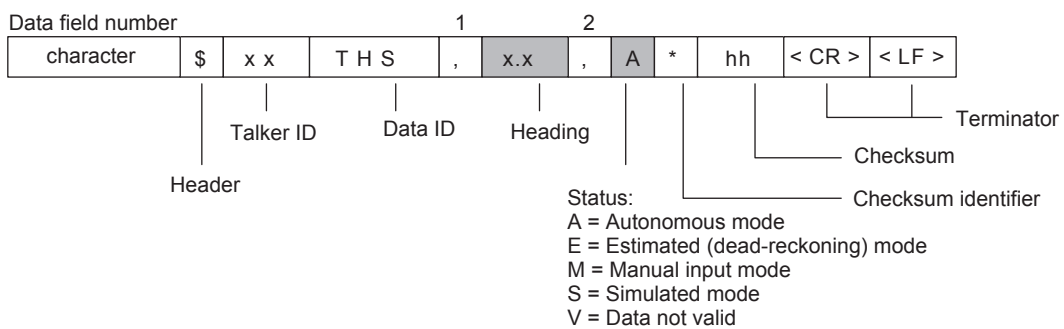 Data field number 1 2
character $ x x T H S , x.x , A * hh < CR > < LF >
Talker ID Data ID Heading Terminator
Checksum
Header
Checksum identifier
Status:
A = Autonomous mode
E = Estimated (dead-reckoning) mode
M = Manual input mode
S = Simulated mode
V = Data not valid